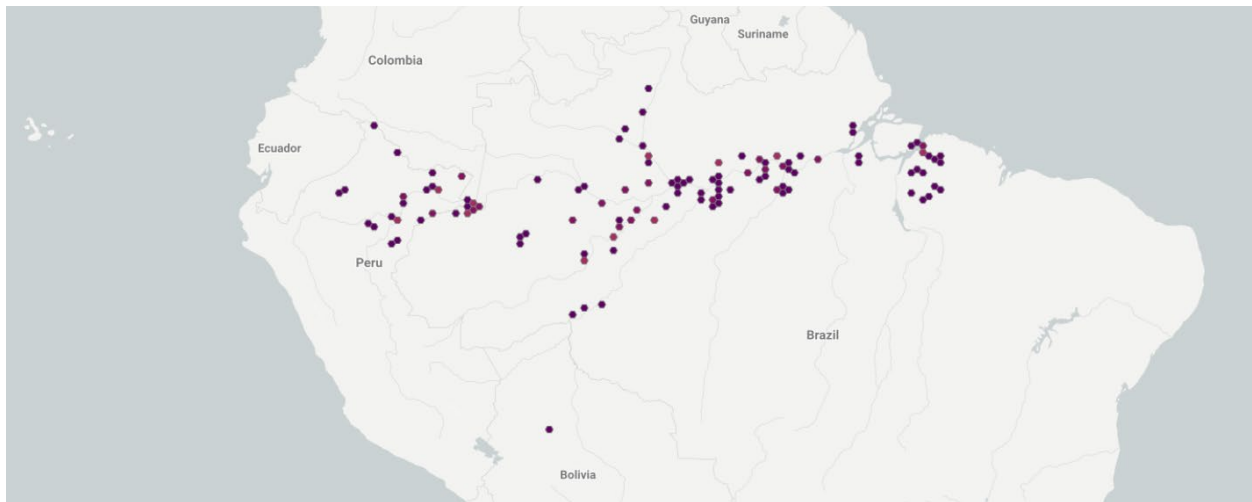 Guyana
Suriname
Colombia
Ecuador
Peru
Brazil
Bolivia